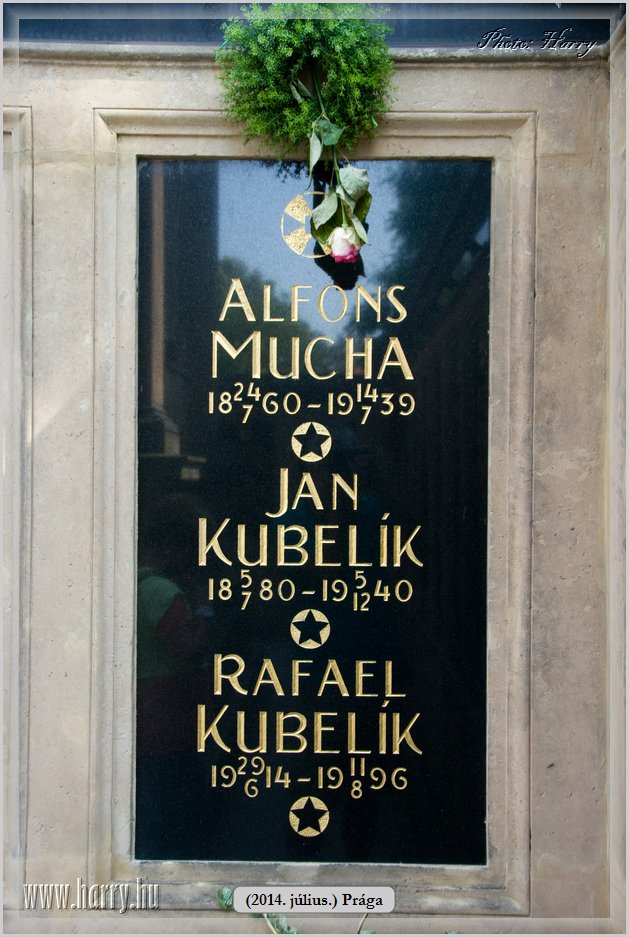 Photo: Harry
ALFONS
MUCHA
18 24/7 60 – 19 14/7 39
JAN
KUBELÍK
18 5/7 80 – 19 5/12 40
RAFAEL
KUBELÍK
19 29/6 14 – 19 11/8 96
www.harry.hu
(2014. július.) Prága